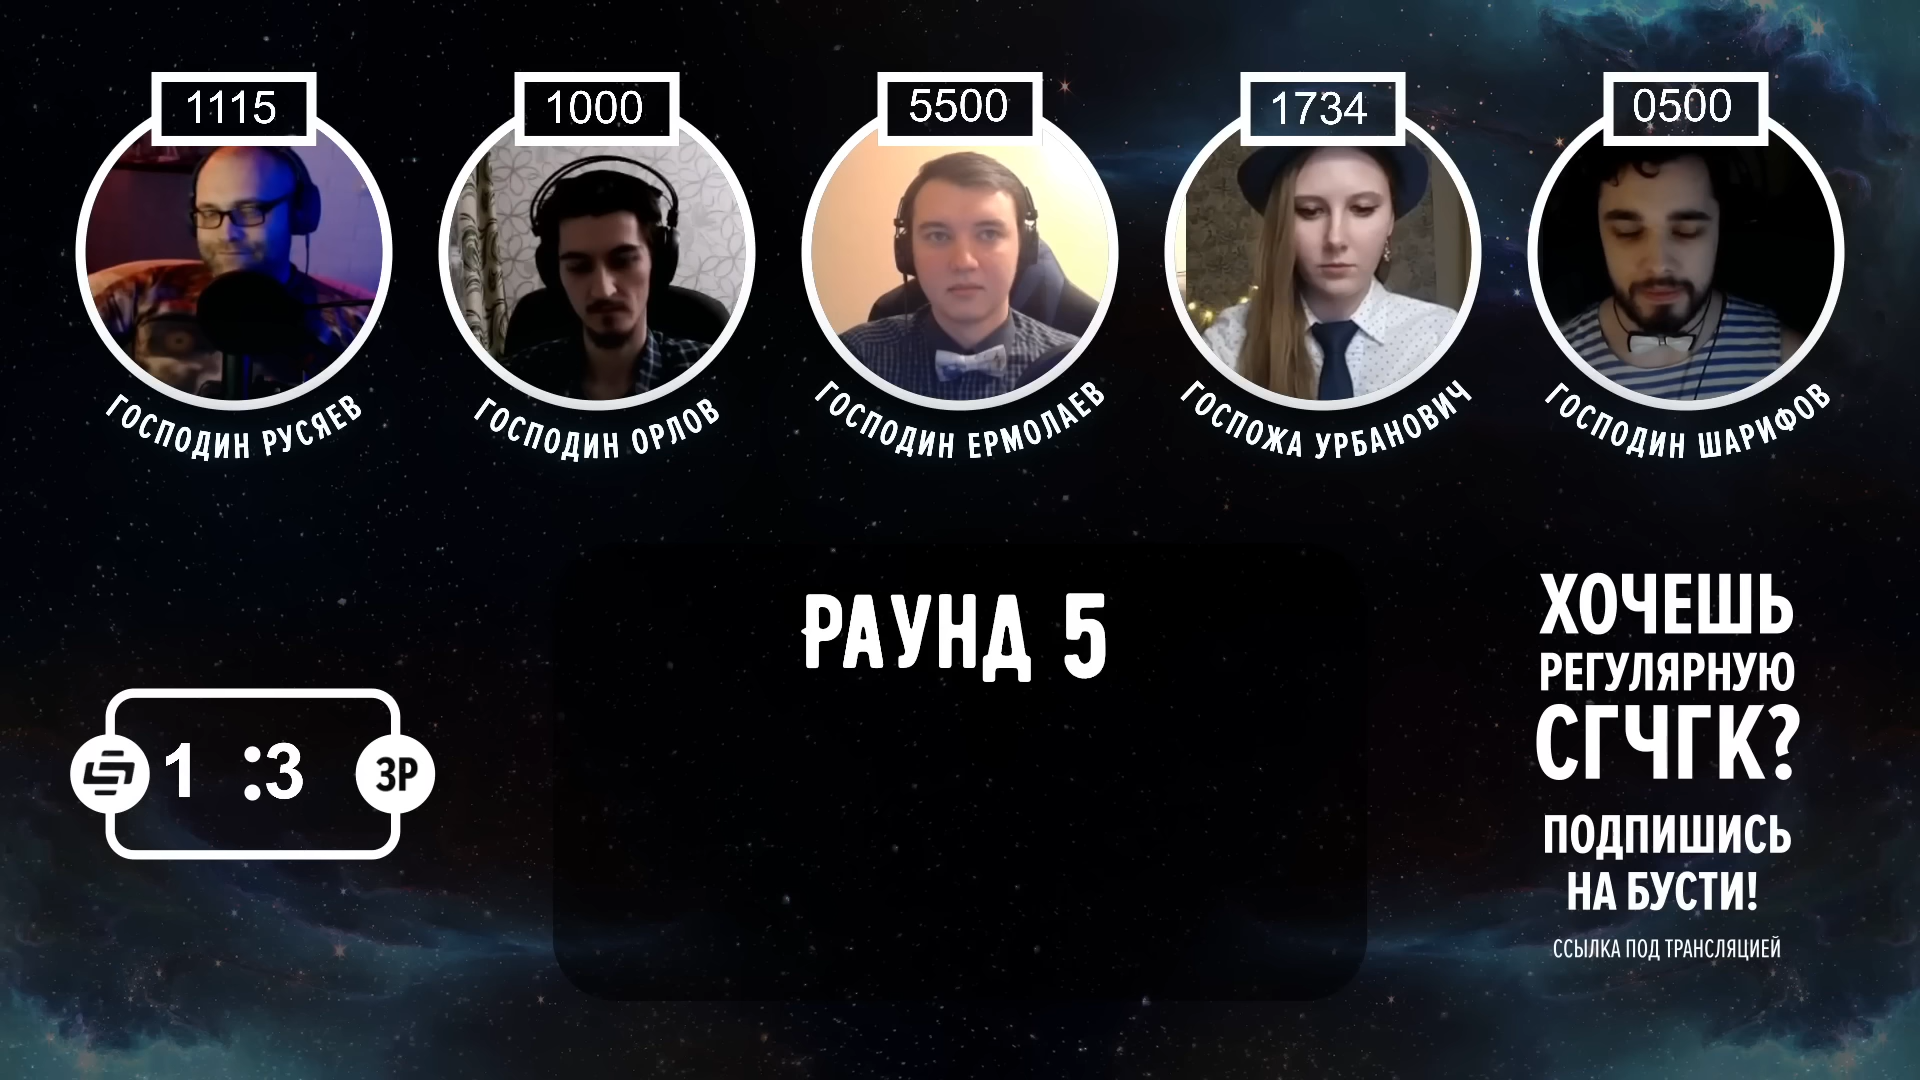 1115
1000
5500
1734
0500
ГОСПОДИН РУСЯЕВ
ГОСПОДИН ОРЛОВ
ГОСПОДИН ЕРМОЛАЕВ
ГОСПОЖА УРБАНОВИЧ
ГОСПОДИН ШАРИФОВ
РАУНД 5
1 :3
ЗР
ХОЧЕШЬ
РЕГУЛЯРНУЮ
СГЧГК?
ПОДПИШИСЬ
НА БУСТИ!
ССЫЛКА ПОД ТРАНСЛЯЦИЕЙ